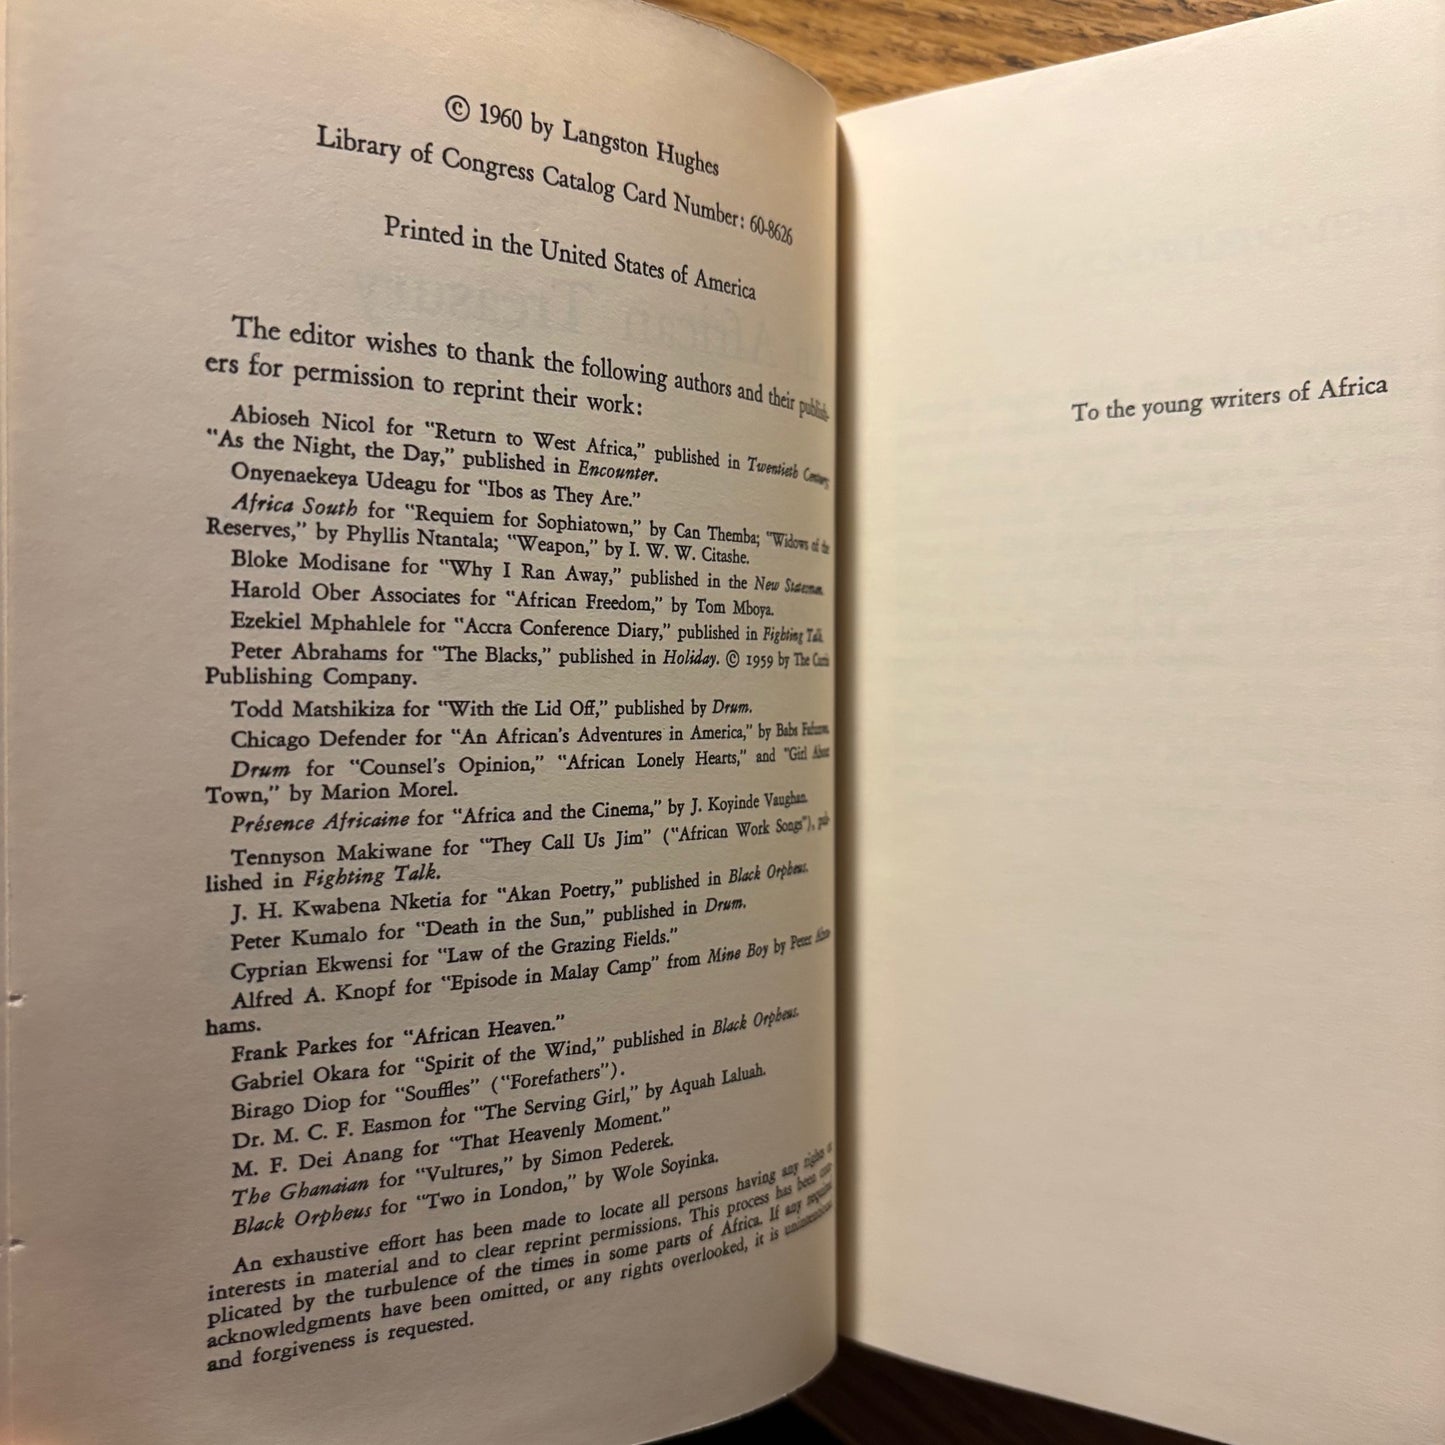 © 1960 by Langston Hughes
Library of Congress Catalog Card Number: 60-8626
Printed in the United States of America
The editor wishes to thank the following authors and their publish-
ers for permission to reprint their work:
Abioseh Nicol for "Return to West Africa," published in Twentieth Century;
"As the Night, the Day," published in Encounter.
Onyenaekeya Udeagu for "Ibos as They Are."
Africa South for "Requiem for Sophiatown," by Can Themba; "Widows of the
Reserves," by Phyllis Ntantala; "Weapon," by I. W. W. Citashe.
Bloke Modisane for "Why I Ran Away," published in the New Statesman.
Harold Ober Associates for "African Freedom," by Tom Mboya.
Ezekiel Mphahlele for "Accra Conference Diary," published in Fighting Talk.
Peter Abrahams for "The Blacks," published in Holiday. © 1959 by The Curtis
Publishing Company.
Todd Matshikiza for "With the Lid Off," published by Drum.
Chicago Defender for "An African's Adventures in America," by Babs
Drum for "Counsel's Opinion," "African Lonely Hearts," and "Girl About
Town," by Marion Morel.
Présence Africaine for "Africa and the Cinema," by J. Koyinde Vaughan.
Tennyson Makiwane for "They Call Us Jim" ("African Work Songs"), pub-
lished in Fighting Talk.
J. H. Kwabena Nketia for "Akan Poetry," published in Black Orpheus.
Peter Kumalo for "Death in the Sun," published in Drum.
Cyprian Ekwensi for "Law of the Grazing Fields."
Alfred A. Knopf for "Episode in Malay Camp" from Mine Boy by Peter Abra-
hams.
Frank Parkes for "African Heaven."
Gabriel Okara for "Spirit of the Wind," published in Black Orpheus.
Birago Diop for "Souffles" ("Forefathers").
Dr. M. C. F. Easmon for "The Serving Girl," by Aquah Laluah.
M. F. Dei Anang for "That Heavenly Moment."
The Ghanaian for "Vultures," by Simon Pederek.
Black Orpheus for "Two in London," by Wole Soyinka.
An exhaustive effort has been made to locate all persons having any rights or
interests in material and to clear reprint permissions. This process has been com-
plicated by the turbulence of the times in some parts of Africa. If any required
acknowledgments have been omitted, or any rights overlooked, it is unintentional
and forgiveness is requested.
To the young writers of Africa